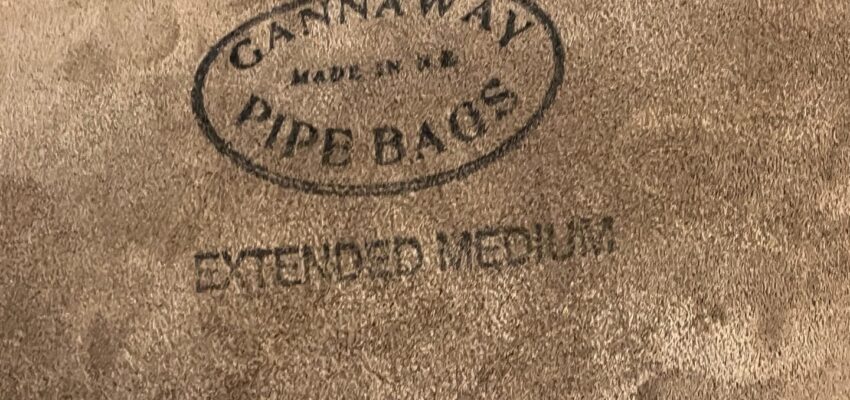 GANNAWAY
MADE IN N.Z.
PIPE BAGS
EXTENDED MEDIUM